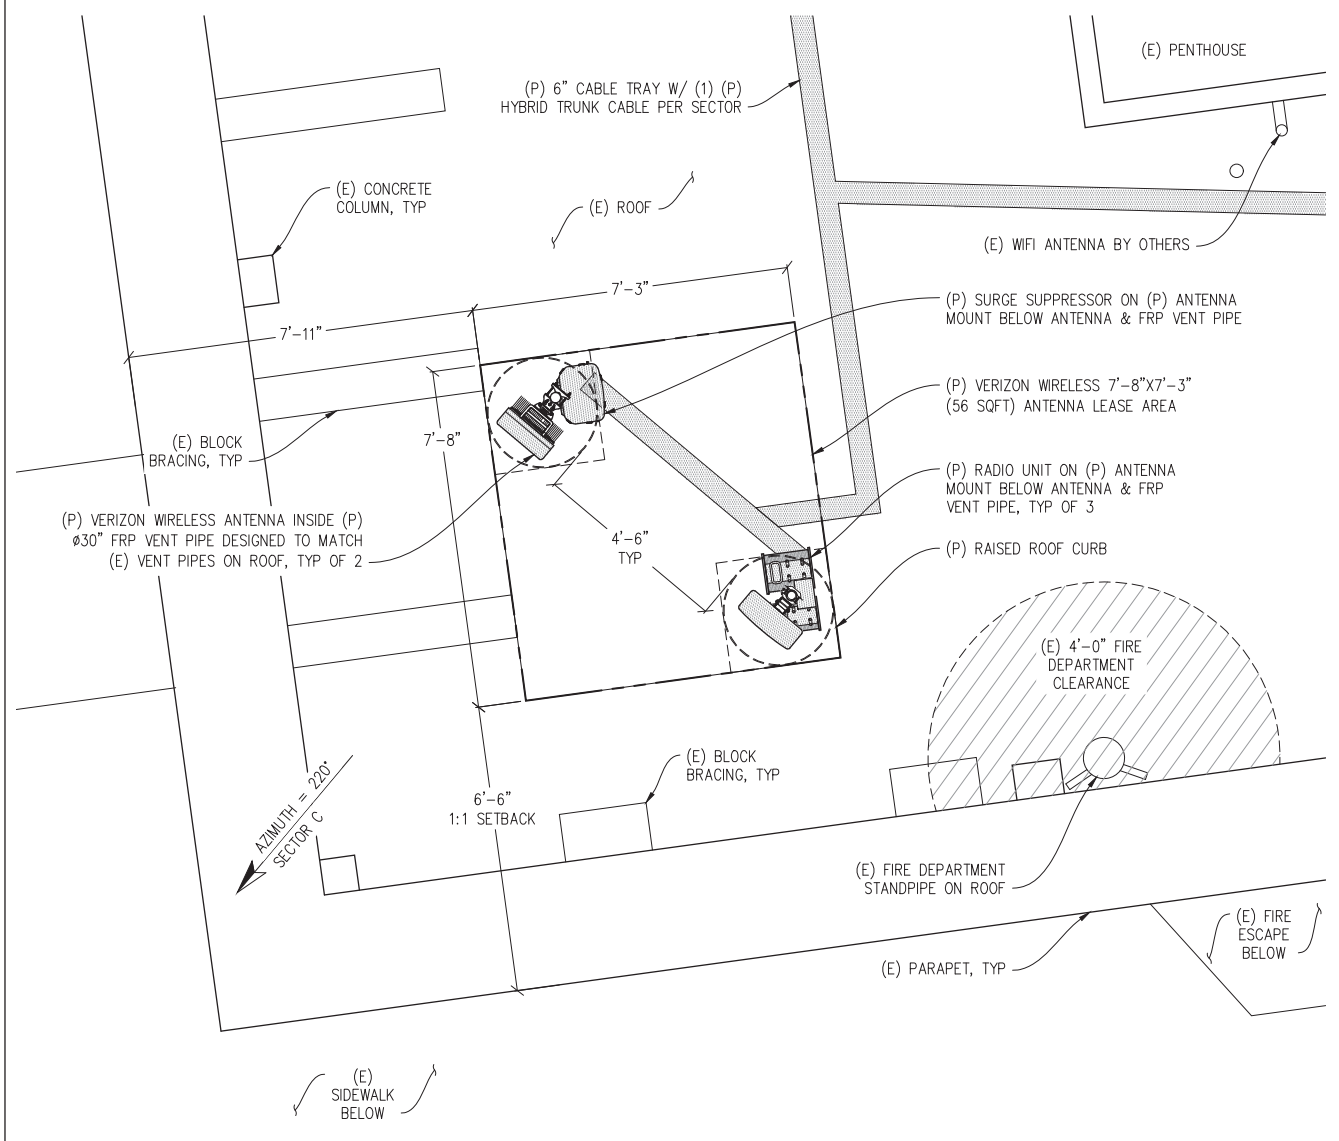 (E) PENTHOUSE
(P) 6" CABLE TRAY W/ (1) (P)
HYBRID TRUNK CABLE PER SECTOR
(E) CONCRETE
COLUMN, TYP
(E) ROOF
(E) WIFI ANTENNA BY OTHERS
7'-3"
7'-11"
(P) SURGE SUPPRESSOR ON (P) ANTENNA
MOUNT BELOW ANTENNA & FRP VENT PIPE
(P) VERIZON WIRELESS 7'-8"X7'-3"
(56 SQFT) ANTENNA LEASE AREA
7'-8"
(E) BLOCK
BRACING, TYP
(P) RADIO UNIT ON (P) ANTENNA
MOUNT BELOW ANTENNA & FRP
VENT PIPE, TYP OF 3
(P) VERIZON WIRELESS ANTENNA INSIDE (P)
ø30" FRP VENT PIPE DESIGNED TO MATCH
(E) VENT PIPES ON ROOF, TYP OF 2
4'-6"
TYP
(P) RAISED ROOF CURB
(E) 4'-0" FIRE
DEPARTMENT
CLEARANCE
(E) BLOCK
BRACING, TYP
AZIMUTH = 220°
SECTOR C
6'-6"
1:1 SETBACK
(E) FIRE DEPARTMENT
STANDPIPE ON ROOF
(E) FIRE
ESCAPE
BELOW
(E) PARAPET, TYP
(E)
SIDEWALK
BELOW